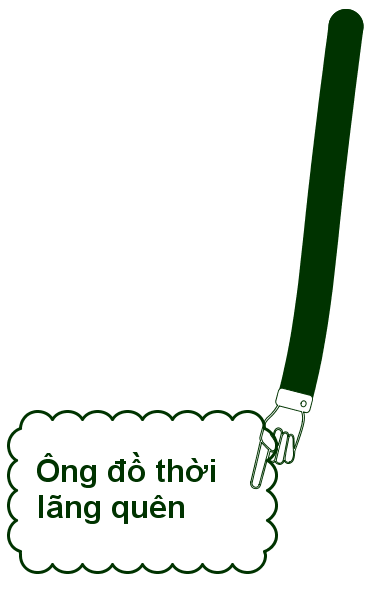 Ông đồ thời
lãng quên